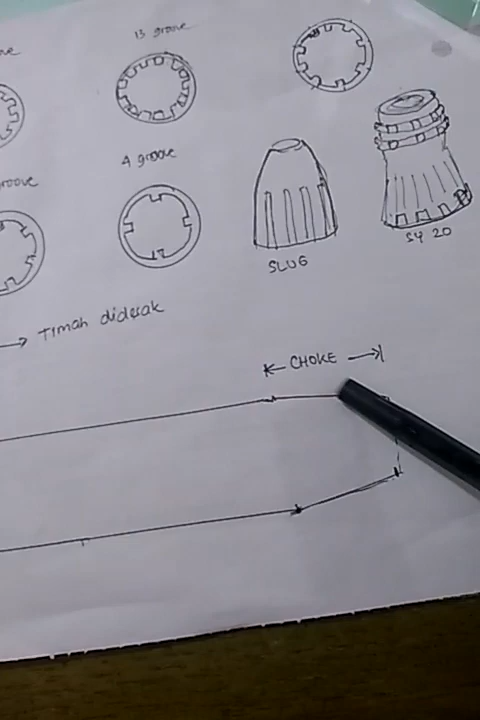 13 groove
4 groove
groove
SLUG
SY 20
→ TIMAH didesak
← CHOKE →